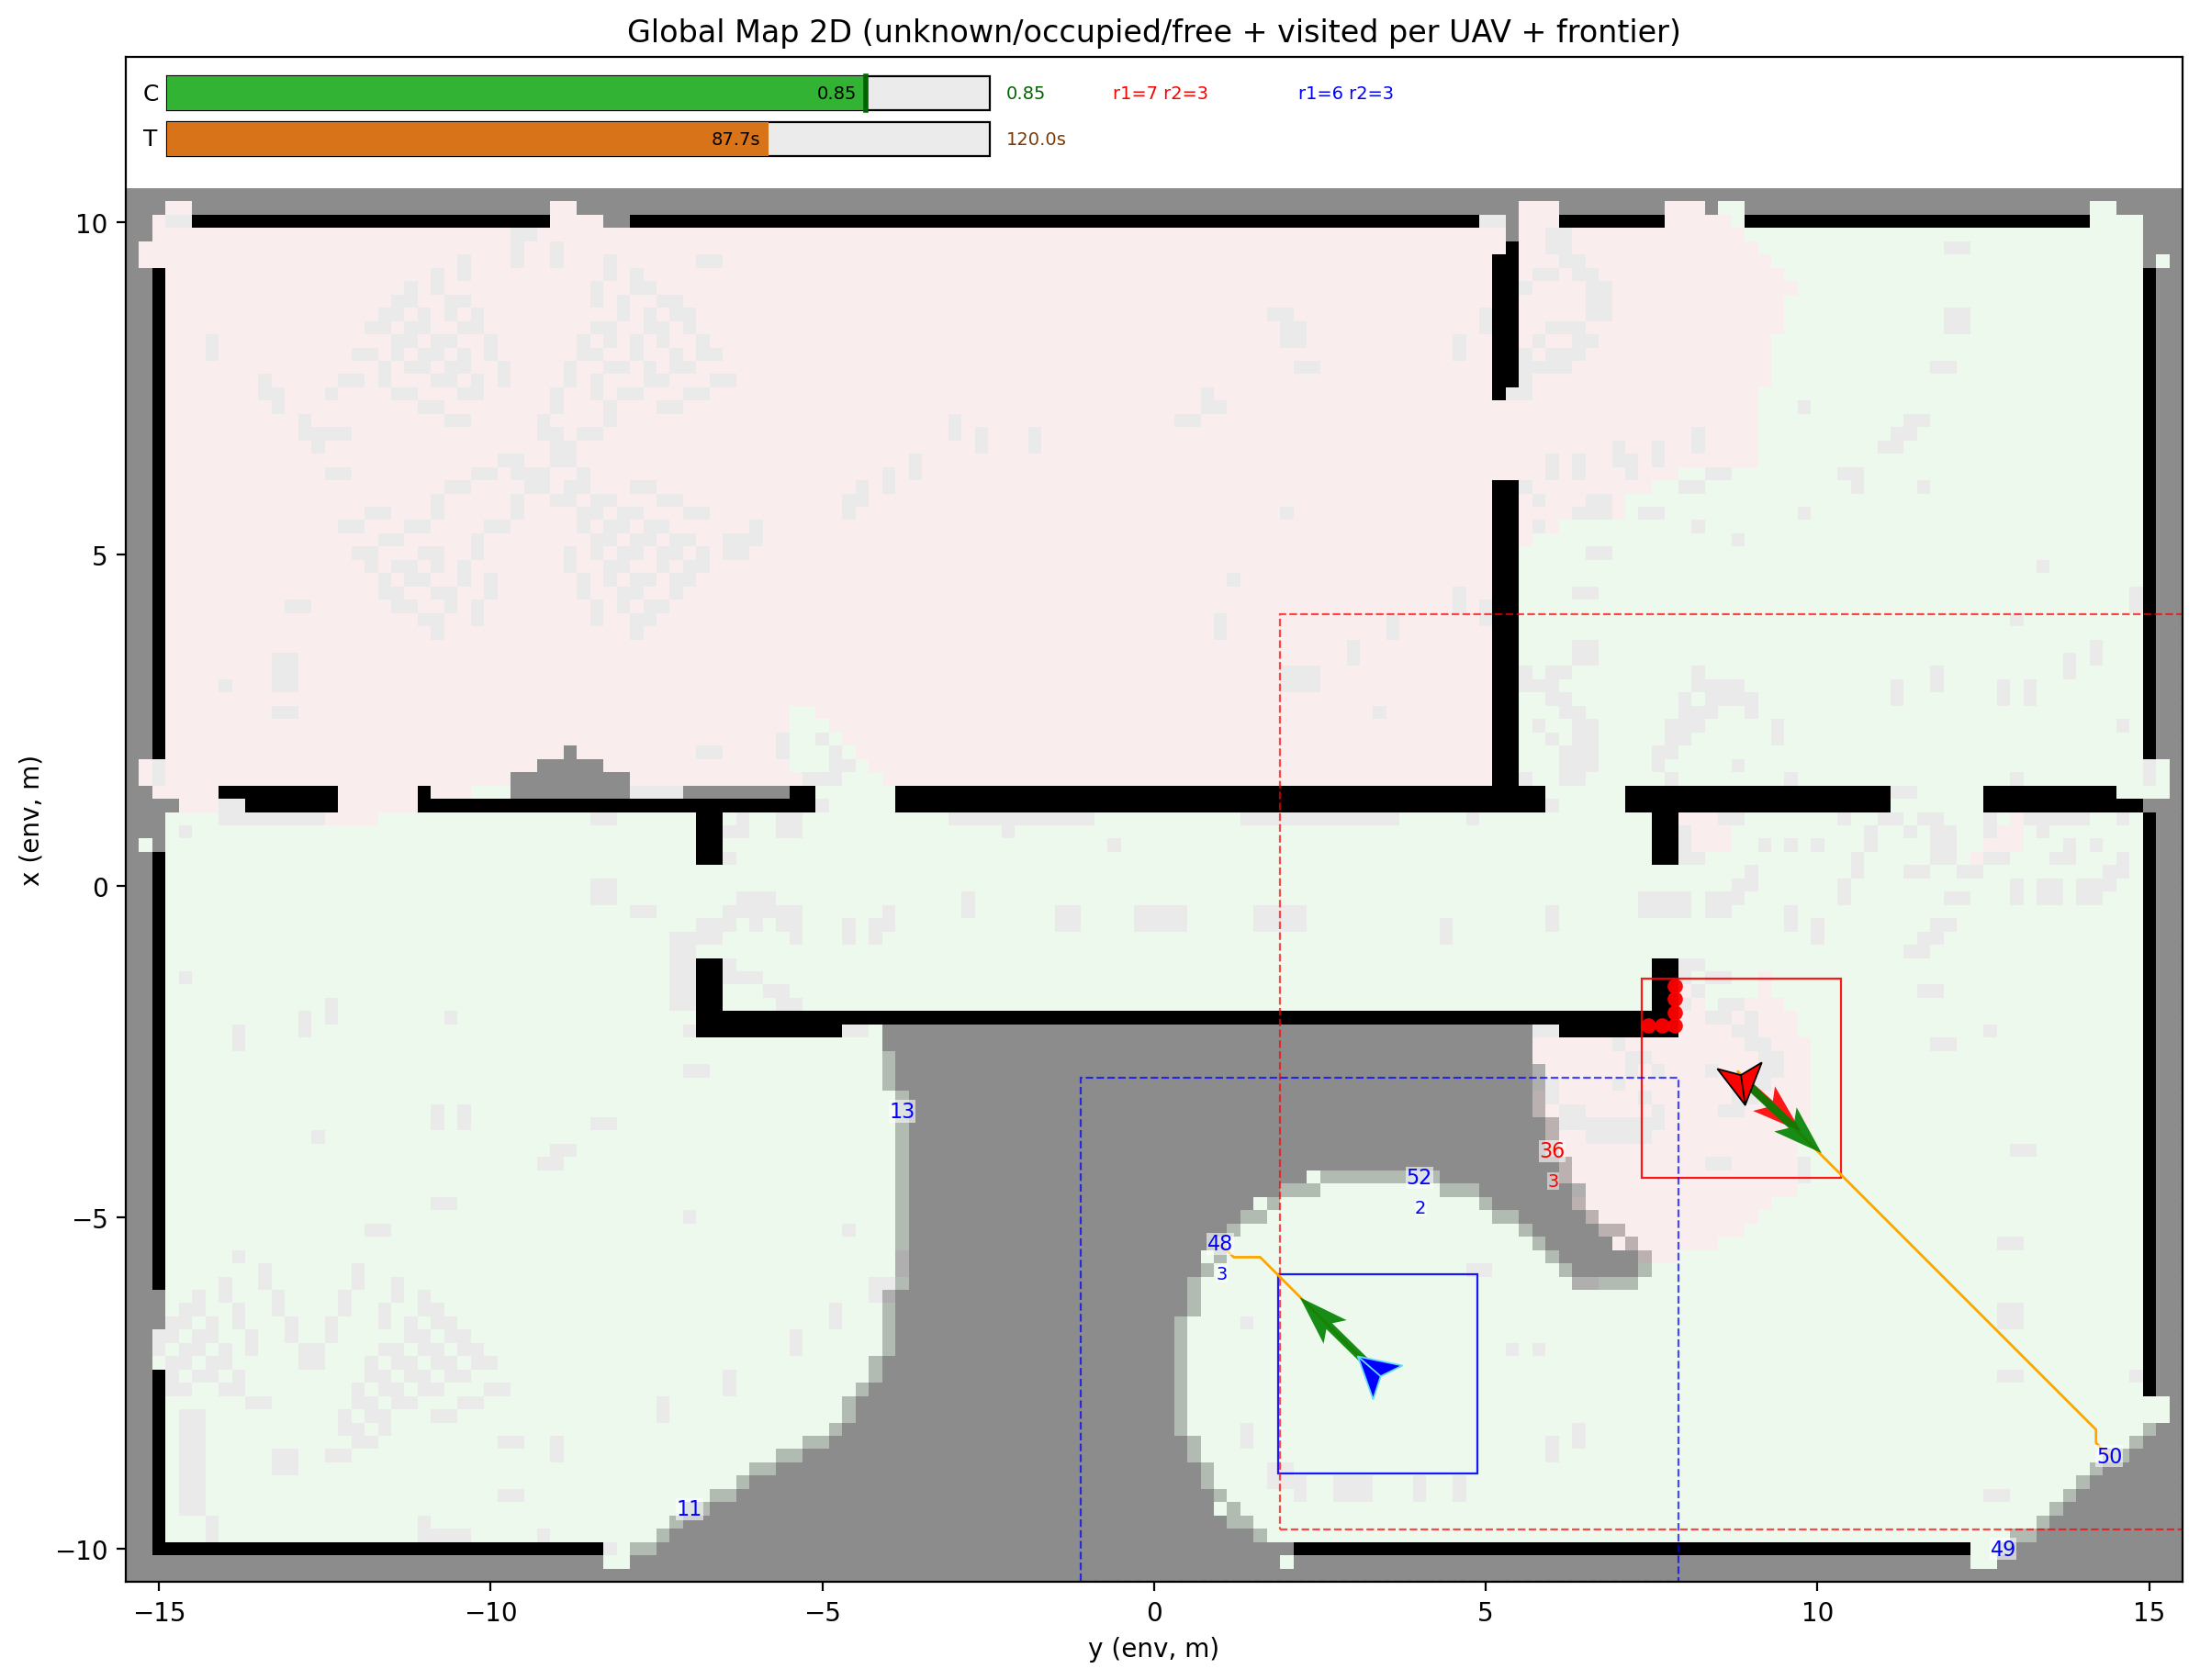 Global Map 2D (unknown/occupied/free + visited per UAV + frontier)
C 0.85 0.85 r1=7 r2=3 r1=6 r2=3
T 87.7s 120.0s
10
5
0
−5
−10
x (env, m)
13
36
3
52
2
48
3
50
11
49
−15 −10 −5 0 5 10 15
y (env, m)